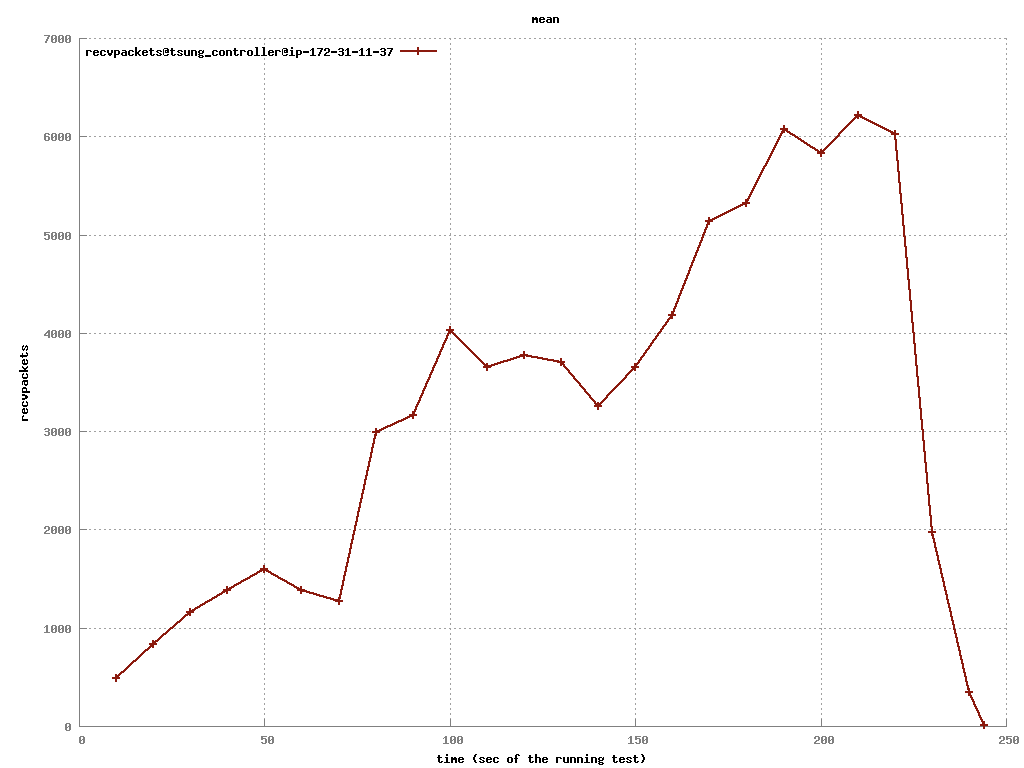 mean
7000
recvpackets@tsung_controller@ip-172-31-11-37
6000
5000
4000
recvpackets
3000
2000
1000
0
0 50 100 150 200 250
time (sec of the running test)